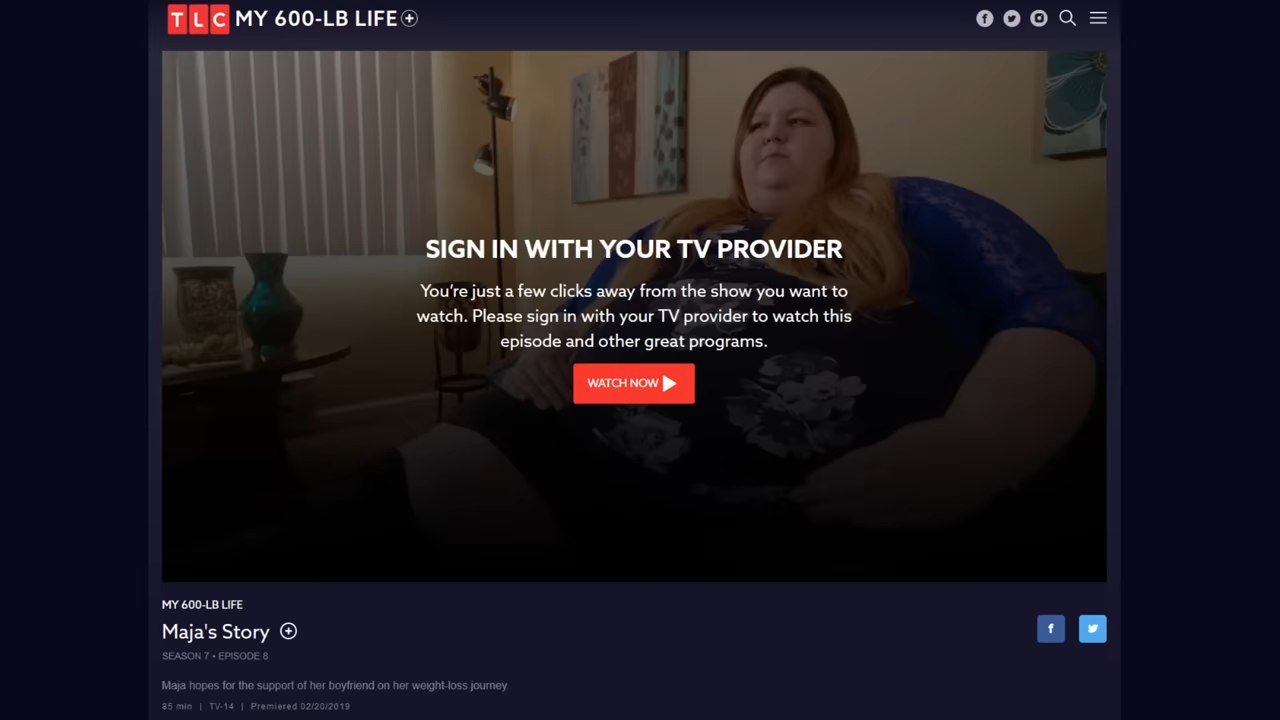 TLC MY 600-LB LIFE
SIGN IN WITH YOUR TV PROVIDER
You're just a few clicks away from the show you want to
watch. Please sign in with your TV provider to watch this
episode and other great programs.
WATCH NOW
MY 600-LB LIFE
Maja's Story
SEASON 7 • EPISODE 8
Maja hopes for the support of her boyfriend on her weight-loss journey.
85 min | TV-14 | Premiered 02/20/2019